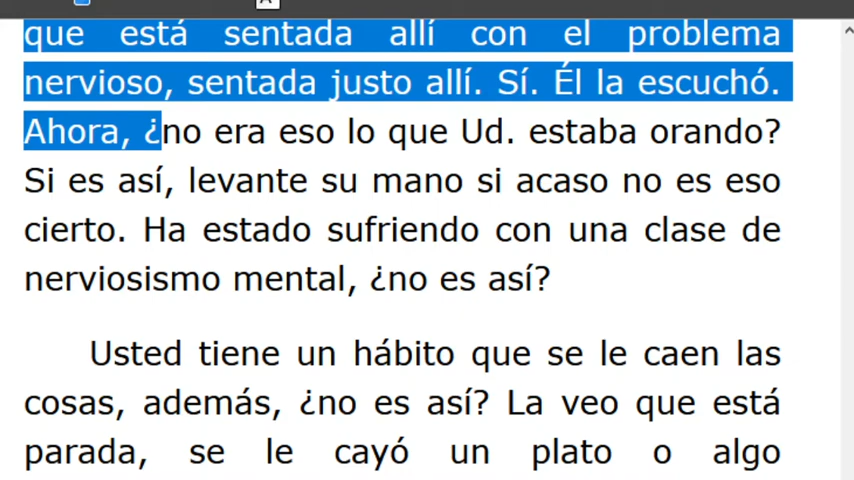 que está sentada allí con el problema
nervioso, sentada justo allí. Sí. Él la escuchó.
Ahora, ¿no era eso lo que Ud. estaba orando?
Si es así, levante su mano si acaso no es eso
cierto. Ha estado sufriendo con una clase de
nerviosismo mental, ¿no es así?
Usted tiene un hábito que se le caen las
cosas, además, ¿no es así? La veo que está
parada, se le cayó un plato o algo